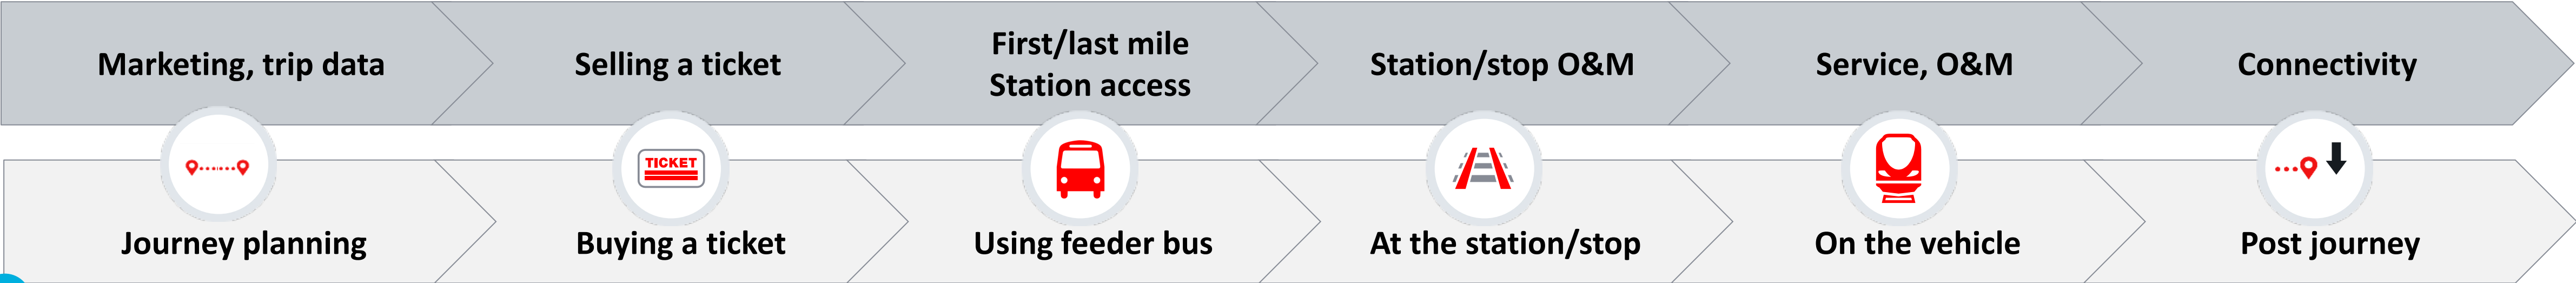 Marketing, trip data
Selling a ticket
First/last mile
Station access
Station/stop O&M
Service, O&M
Connectivity
TICKET
Journey planning
Buying a ticket
Using feeder bus
At the station/stop
On the vehicle
Post journey